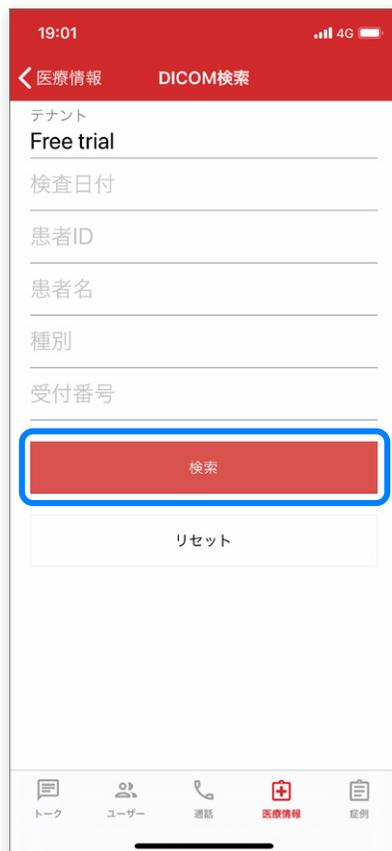 19:01
4G
医療情報
DICOM検索
テナント
Free trial
検査日付
患者ID
患者名
種別
受付番号
検索
リセット
トーク
ユーザー
通話
医療情報
症例